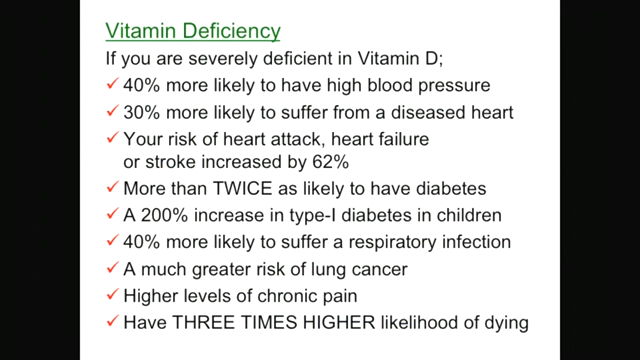 Vitamin Deficiency
If you are severely deficient in Vitamin D;
✓ 40% more likely to have high blood pressure
✓ 30% more likely to suffer from a diseased heart
✓ Your risk of heart attack, heart failure
or stroke increased by 62%
✓ More than TWICE as likely to have diabetes
✓ A 200% increase in type-I diabetes in children
✓ 40% more likely to suffer a respiratory infection
✓ A much greater risk of lung cancer
✓ Higher levels of chronic pain
✓ Have THREE TIMES HIGHER likelihood of dying